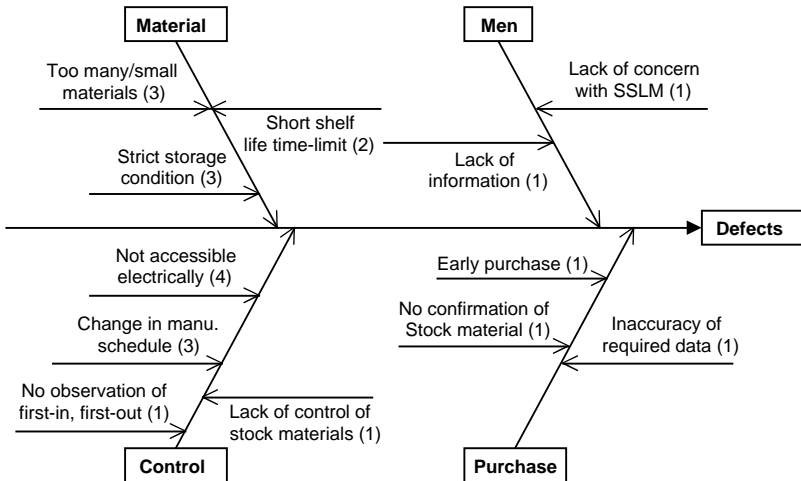 Material
Men
Too many/small
materials (3)
Lack of concern
with SSLM (1)
Short shelf
life time-limit (2)
Strict storage
condition (3)
Lack of
information (1)
Defects
Not accessible
electrically (4)
Early purchase (1)
No confirmation of
Stock material (1)
Change in manu.
schedule (3)
Inaccuracy of
required data (1)
No observation of
first-in, first-out (1)
Lack of control of
stock materials (1)
Control
Purchase